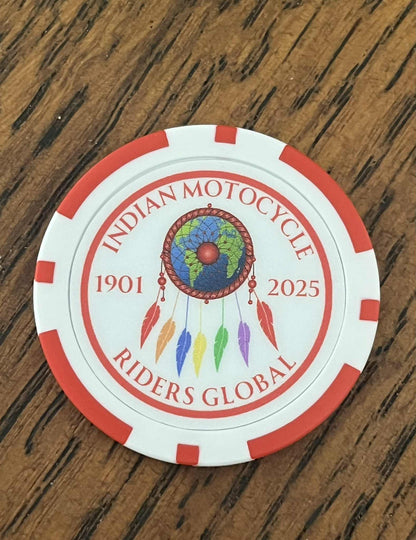 INDIAN MOTOCYCLE
1901 2025
RIDERS GLOBAL